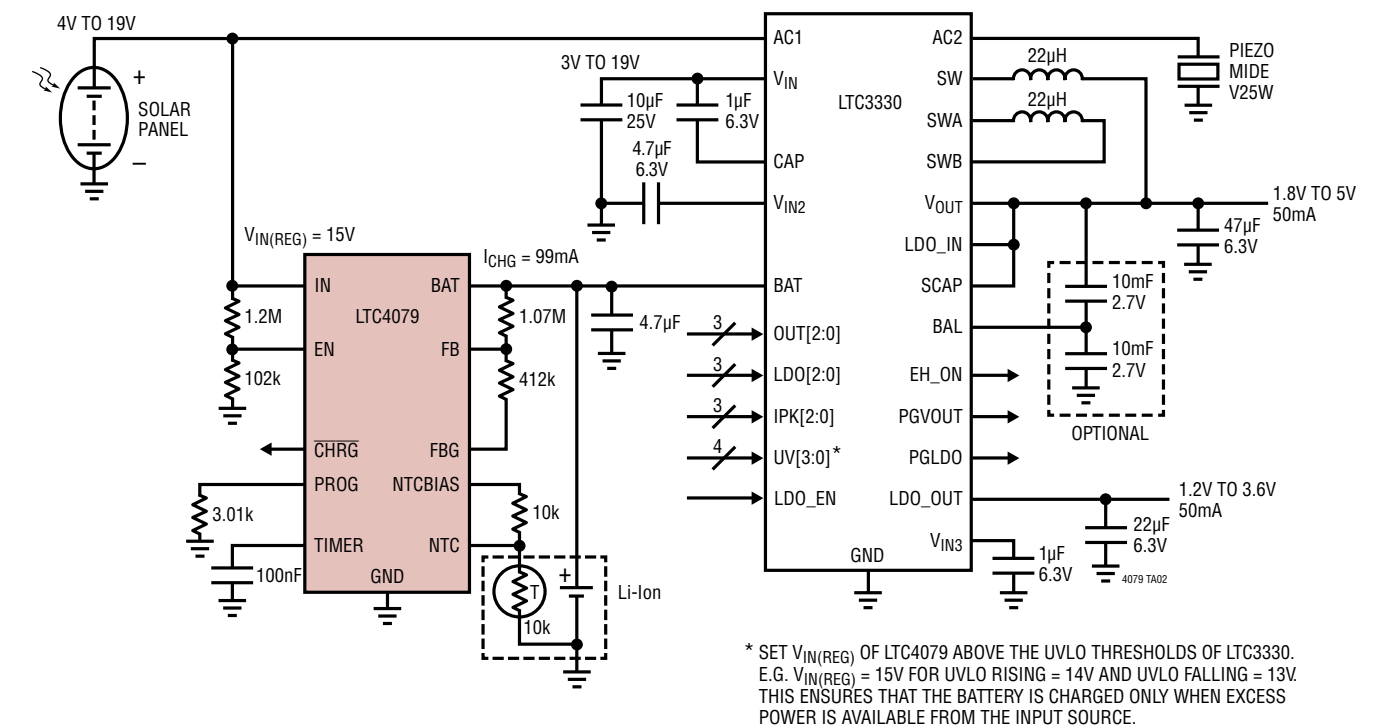 4V TO 19V
+
SOLAR
PANEL
–
VIN(REG) = 15V
1.2M
102k
IN
EN
CHRG
PROG
TIMER
GND
LTC4079
BAT
FB
FBG
NTCBIAS
NTC
3.01k
100nF
ICHG = 99mA
1.07M
412k
10k
T
10k
+
Li-Ion
4.7µF
3V TO 19V
10µF
25V
1µF
6.3V
4.7µF
6.3V
3
3
3
4
AC1
VIN
CAP
VIN2
BAT
OUT[2:0]
LDO[2:0]
IPK[2:0]
UV[3:0]*
LDO_EN
LTC3330
GND
AC2
SW
SWA
SWB
VOUT
LDO_IN
SCAP
BAL
EH_ON
PGVOUT
PGLDO
LDO_OUT
VIN3
22µH
22µH
PIEZO
MIDE
V25W
1.8V TO 5V
50mA
47µF
6.3V
10mF
2.7V
10mF
2.7V
OPTIONAL
1.2V TO 3.6V
50mA
22µF
6.3V
1µF
6.3V
4079 TA02
* SET VIN(REG) OF LTC4079 ABOVE THE UVLO THRESHOLDS OF LTC3330.
E.G. VIN(REG) = 15V FOR UVLO RISING = 14V AND UVLO FALLING = 13V.
THIS ENSURES THAT THE BATTERY IS CHARGED ONLY WHEN EXCESS
POWER IS AVAILABLE FROM THE INPUT SOURCE.